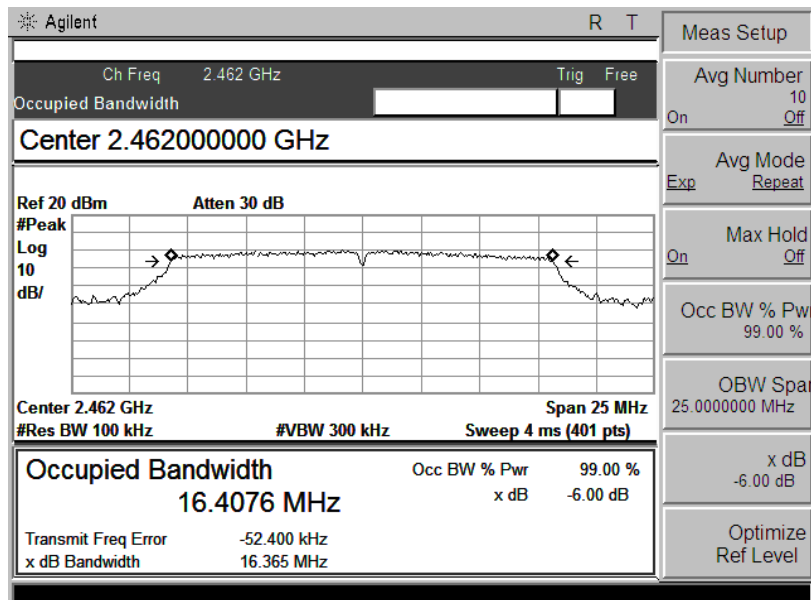 Agilent R T
Ch Freq 2.462 GHz Trig Free
Occupied Bandwidth
Center 2.462000000 GHz
Ref 20 dBm Atten 30 dB
#Peak
Log
10
dB/
Center 2.462 GHz Span 25 MHz
#Res BW 100 kHz #VBW 300 kHz Sweep 4 ms (401 pts)
Occupied Bandwidth Occ BW % Pwr 99.00 %
16.4076 MHz x dB -6.00 dB
Transmit Freq Error -52.400 kHz
x dB Bandwidth 16.365 MHz
Meas Setup
Avg Number
10
On Off
Avg Mode
Exp Repeat
Max Hold
On Off
Occ BW % Pwr
99.00 %
OBW Spar
25.0000000 MHz
x dB
-6.00 dB
Optimize
Ref Level